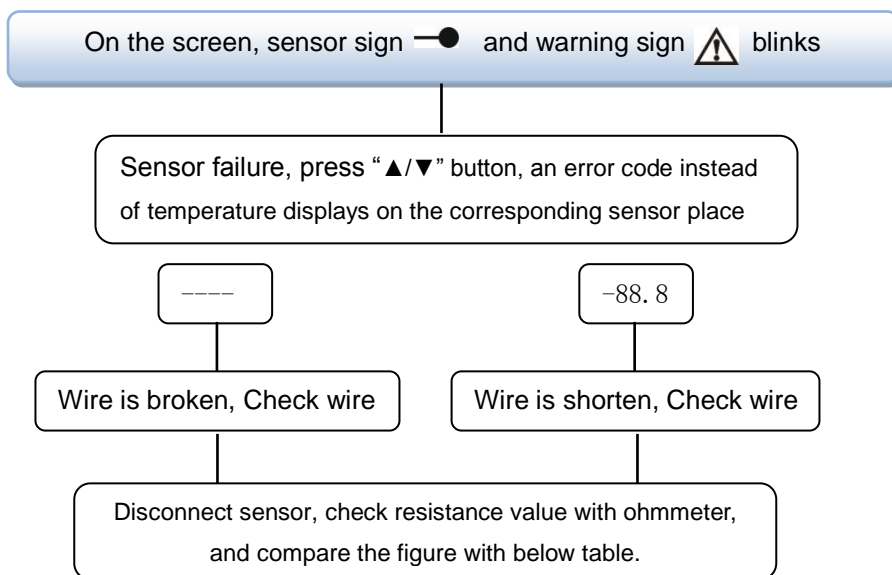 On the screen, sensor sign and warning sign blinks
Sensor failure, press “▲/▼” button, an error code instead
of temperature displays on the corresponding sensor place
----
-88.8
Wire is broken, Check wire
Wire is shorten, Check wire
Disconnect sensor, check resistance value with ohmmeter,
and compare the figure with below table.